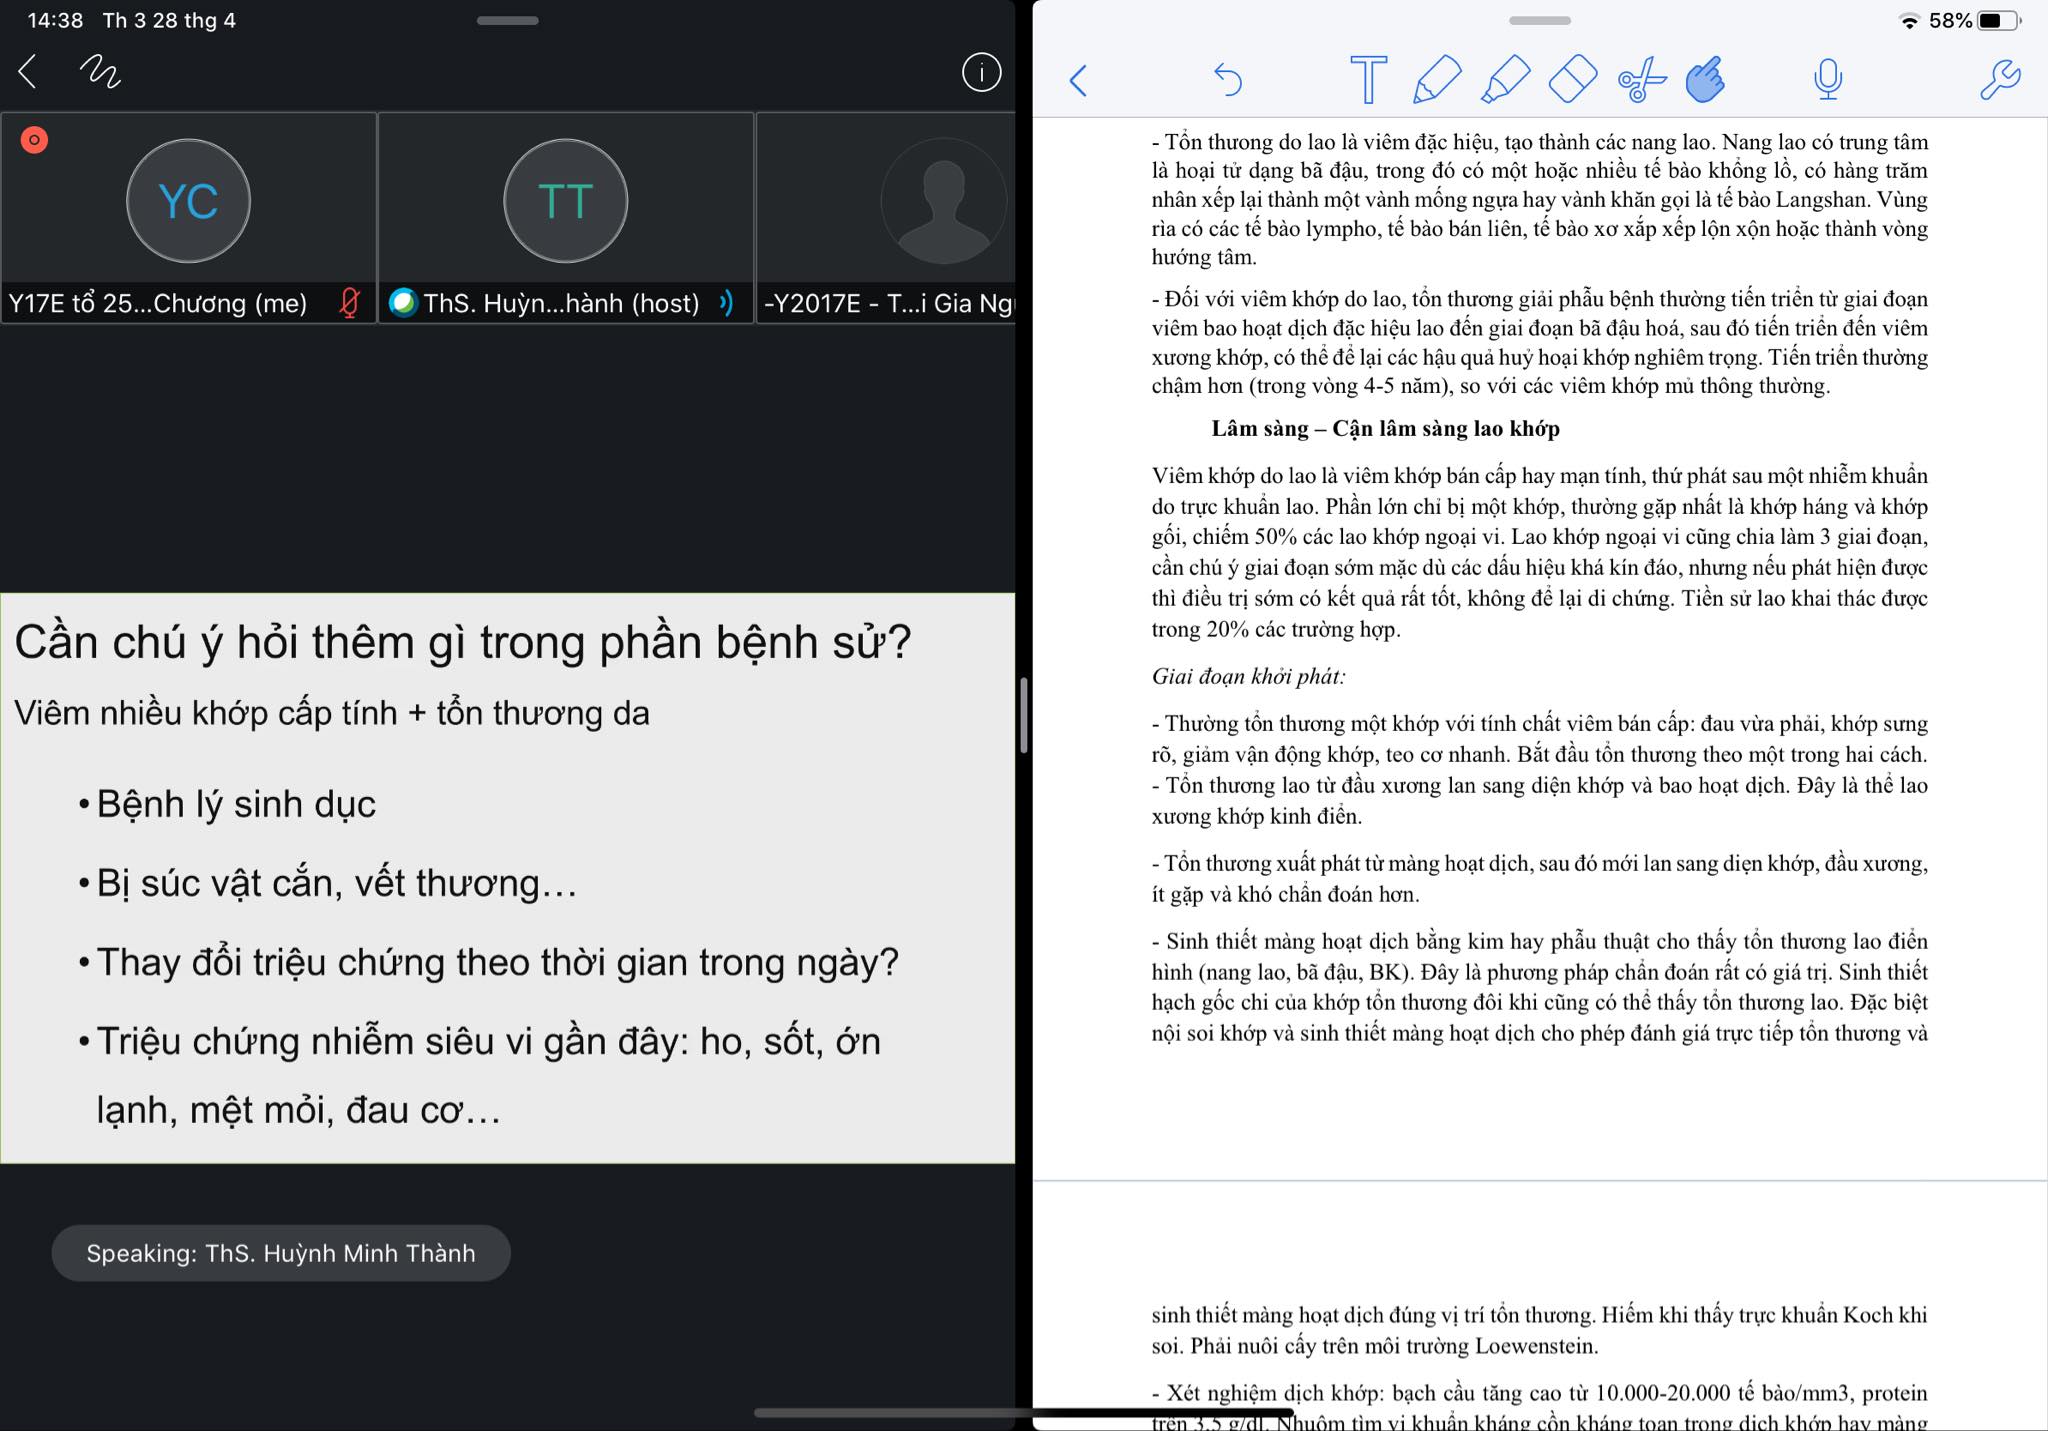 14:38 Th 3 28 thg 4
YC
TT
Y17E tổ 25...Chương (me)
ThS. Huỳn...hành (host)
-Y2017E - T...i Gia Ng
Cần chú ý hỏi thêm gì trong phần bệnh sử?
Viêm nhiều khớp cấp tính + tổn thương da
•Bệnh lý sinh dục
•Bị súc vật cắn, vết thương…
•Thay đổi triệu chứng theo thời gian trong ngày?
•Triệu chứng nhiễm siêu vi gần đây: ho, sốt, ớn
lạnh, mệt mỏi, đau cơ…
Speaking: ThS. Huỳnh Minh Thành
58%
- Tổn thưong do lao là viêm đặc hiệu, tạo thành các nang lao. Nang lao có trung tâm
là hoại tử dạng bã đậu, trong đó có một hoặc nhiều tế bào khổng lồ, có hàng trăm
nhân xếp lại thành một vành mống ngựa hay vành khăn gọi là tế bào Langshan. Vùng
rìa có các tế bào lympho, tế bào bán liên, tế bào xơ xắp xếp lộn xộn hoặc thành vòng
hướng tâm.
- Đối với viêm khớp do lao, tổn thương giải phẫu bệnh thường tiến triển từ giai đoạn
viêm bao hoạt dịch đặc hiệu lao đến giai đoạn bã đậu hoá, sau đó tiến triển đến viêm
xương khớp, có thể để lại các hậu quả huỷ hoại khớp nghiêm trọng. Tiến triển thường
chậm hơn (trong vòng 4-5 năm), so với các viêm khớp mủ thông thường.
Lâm sàng – Cận lâm sàng lao khớp
Viêm khớp do lao là viêm khớp bán cấp hay mạn tính, thứ phát sau một nhiễm khuẩn
do trực khuẩn lao. Phần lớn chỉ bị một khớp, thường gặp nhất là khớp háng và khớp
gối, chiếm 50% các lao khớp ngoại vi. Lao khớp ngoại vi cũng chia làm 3 giai đoạn,
cần chú ý giai đoạn sớm mặc dù các dấu hiệu khá kín đáo, nhưng nếu phát hiện được
thì điều trị sớm có kết quả rất tốt, không để lại di chứng. Tiền sử lao khai thác được
trong 20% các trường hợp.
Giai đoạn khởi phát:
- Thường tổn thương một khớp với tính chất viêm bán cấp: đau vừa phải, khớp sưng
rõ, giảm vận động khớp, teo cơ nhanh. Bắt đầu tổn thương theo một trong hai cách.
- Tổn thương lao từ đầu xương lan sang diện khớp và bao hoạt dịch. Đây là thể lao
xương khớp kinh điển.
- Tổn thương xuất phát từ màng hoạt dịch, sau đó mới lan sang diẹn khớp, đầu xương,
ít gặp và khó chẩn đoán hơn.
- Sinh thiết màng hoạt dịch bằng kim hay phẫu thuật cho thấy tổn thương lao điển
hình (nang lao, bã đậu, BK). Đây là phương pháp chẩn đoán rất có giá trị. Sinh thiết
hạch gốc chi của khớp tổn thương đôi khi cũng có thể thấy tổn thương lao. Đặc biệt
nội soi khớp và sinh thiết màng hoạt dịch cho phép đánh giá trực tiếp tổn thương và
sinh thiết màng hoạt dịch đúng vị trí tổn thương. Hiếm khi thấy trực khuẩn Koch khi
soi. Phải nuôi cấy trên môi trường Loewenstein.
- Xét nghiệm dịch khớp: bạch cầu tăng cao từ 10.000-20.000 tế bào/mm3, protein
trên 3,5 g/dl. Nhuộm tìm vi khuẩn kháng cồn kháng toan trong dịch khớp hay màng